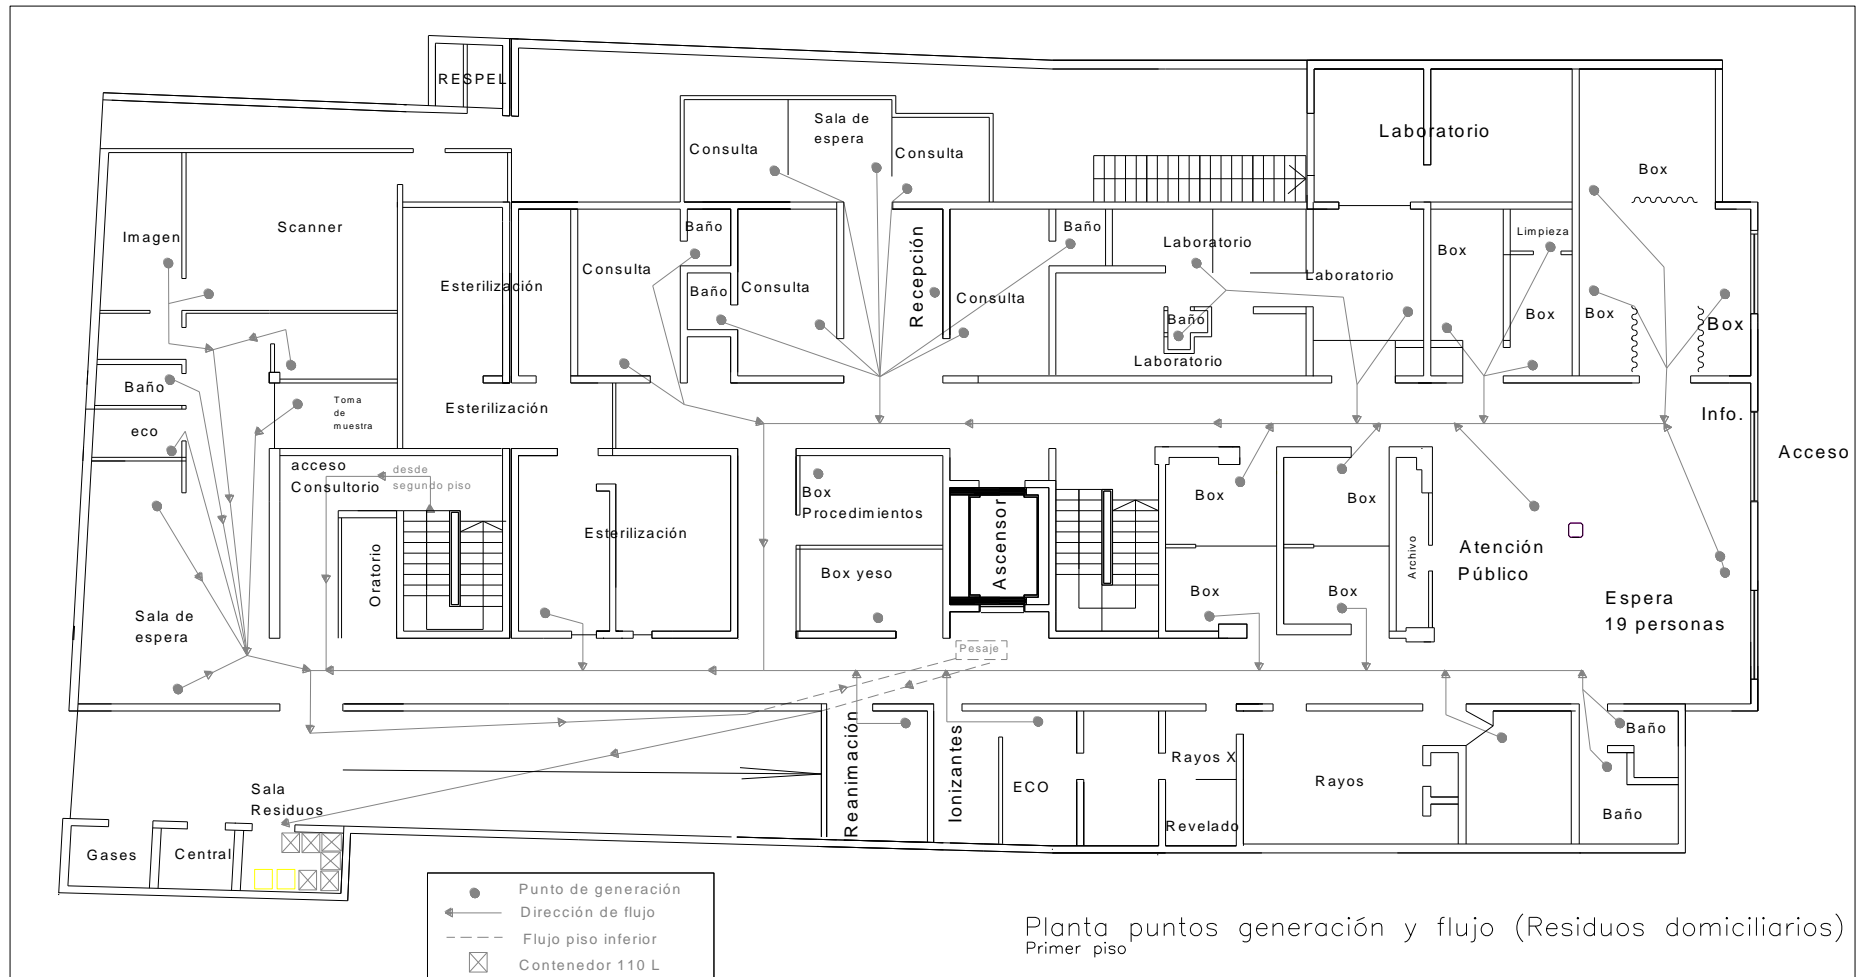 RESPEL
Laboratorio
Sala de
espera
Consulta
Consulta
Box
Imagen
Scanner
Baño
Recepción
Baño
Laboratorio
Limpieza
Box
Esterilización
Consulta
Baño
Consulta
Consulta
Laboratorio
Baño
Laboratorio
Box
Box
Box
Baño
Toma
de
muestra
Esterilización
Info.
eco
Acceso
acceso
Consultorio
desde
segundo piso
Box
Procedimientos
Box
Box
Esterilización
Ascensor
Archivo
Atención
Público
Oratorio
Box yeso
Box
Box
Espera
19 personas
Sala de
espera
Pesaje
Reanimación
Ionizantes
ECO
Rayos X
Rayos
Baño
Sala
Residuos
Revelado
Baño
Gases
Central
Punto de generación
Dirección de flujo
Flujo piso inferior
Contenedor 110 L
Planta puntos generación y flujo (Residuos domiciliarios)
Primer piso